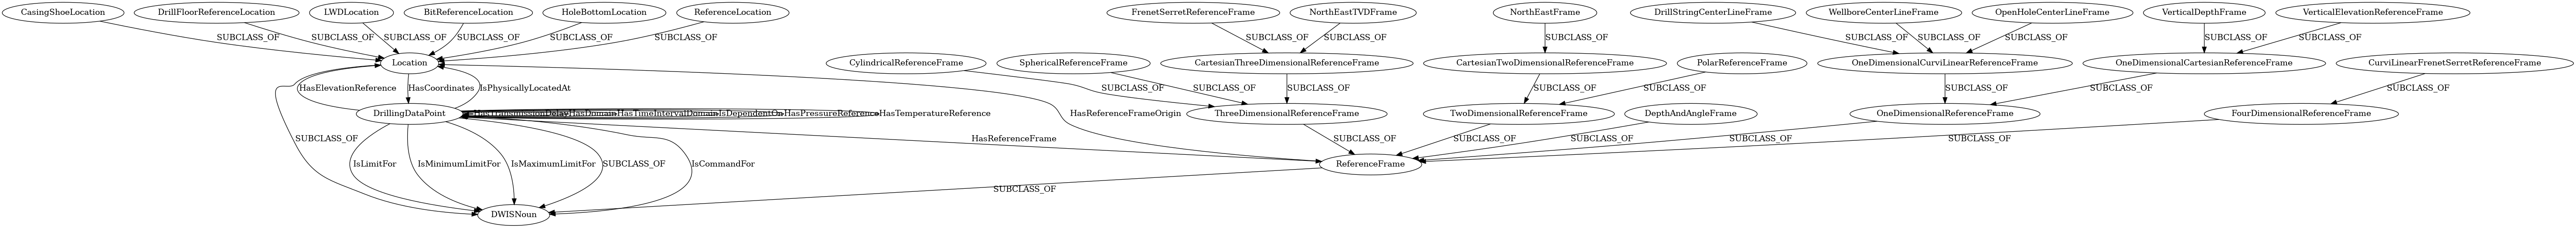 CasingShoeLocation
DrillFloorReferenceLocation
LWDLocation
BitReferenceLocation
HoleBottomLocation
ReferenceLocation
FrenetSerretReferenceFrame
NorthEastTVDFrame
NorthEastFrame
DrillStringCenterLineFrame
WellboreCenterLineFrame
OpenHoleCenterLineFrame
VerticalDepthFrame
VerticalElevationReferenceFrame
SUBCLASS_OF
SUBCLASS_OF
SUBCLASS_OF
SUBCLASS_OF
SUBCLASS_OF
SUBCLASS_OF
SUBCLASS_OF
SUBCLASS_OF
SUBCLASS_OF
SUBCLASS_OF
SUBCLASS_OF
SUBCLASS_OF
SUBCLASS_OF
SUBCLASS_OF
Location
CylindricalReferenceFrame
SphericalReferenceFrame
CartesianThreeDimensionalReferenceFrame
CartesianTwoDimensionalReferenceFrame
PolarReferenceFrame
OneDimensionalCurviLinearReferenceFrame
OneDimensionalCartesianReferenceFrame
CurviLinearFrenetSerretReferenceFrame
HasElevationReference
HasCoordinates
IsPhysicallyLocatedAt
SUBCLASS_OF
SUBCLASS_OF
SUBCLASS_OF
SUBCLASS_OF
SUBCLASS_OF
SUBCLASS_OF
SUBCLASS_OF
SUBCLASS_OF
DrillingDataPoint
HasTransmissionDelay
HasDomain
HasTimeIntervalDomain
IsDependentOn
HasPressureReference
HasTemperatureReference
HasReferenceFrameOrigin
ThreeDimensionalReferenceFrame
TwoDimensionalReferenceFrame
DepthAndAngleFrame
OneDimensionalReferenceFrame
FourDimensionalReferenceFrame
SUBCLASS_OF
HasReferenceFrame
SUBCLASS_OF
SUBCLASS_OF
SUBCLASS_OF
SUBCLASS_OF
SUBCLASS_OF
IsLimitFor
IsMinimumLimitFor
IsMaximumLimitFor
SUBCLASS_OF
IsCommandFor
ReferenceFrame
SUBCLASS_OF
DWISNoun